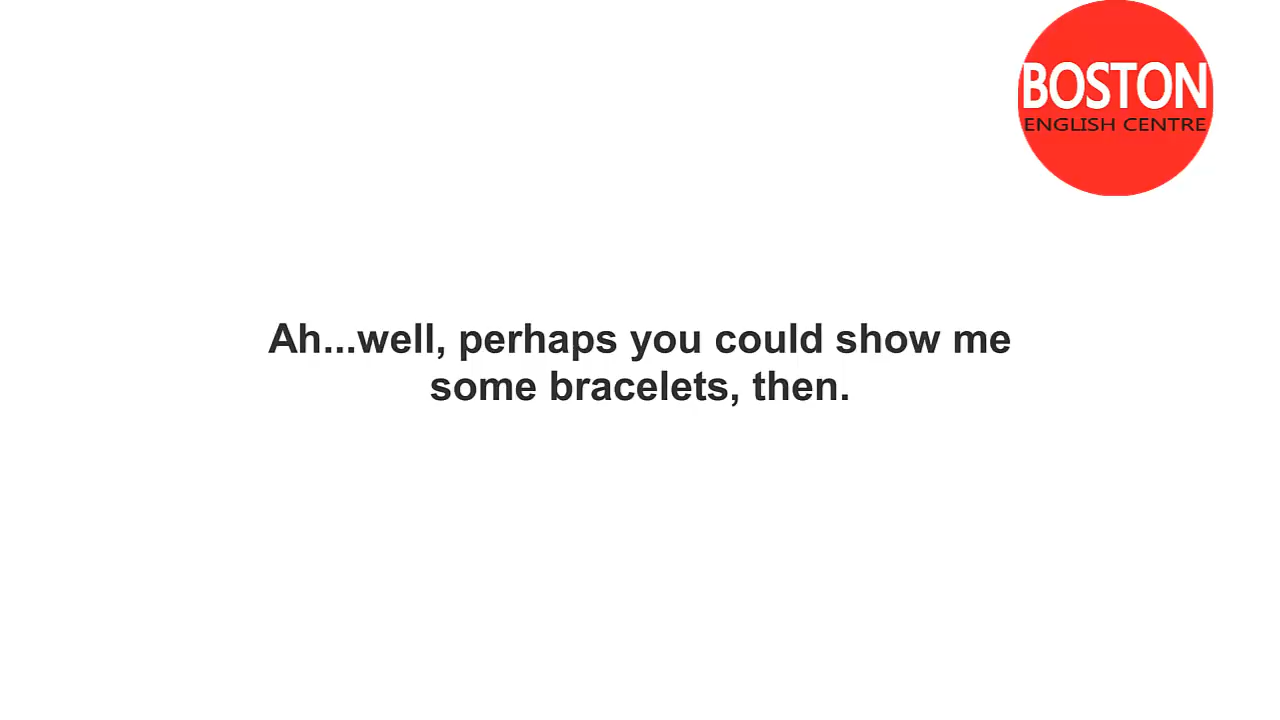 BOSTON
ENGLISH CENTRE
Ah...well, perhaps you could show me
some bracelets, then.